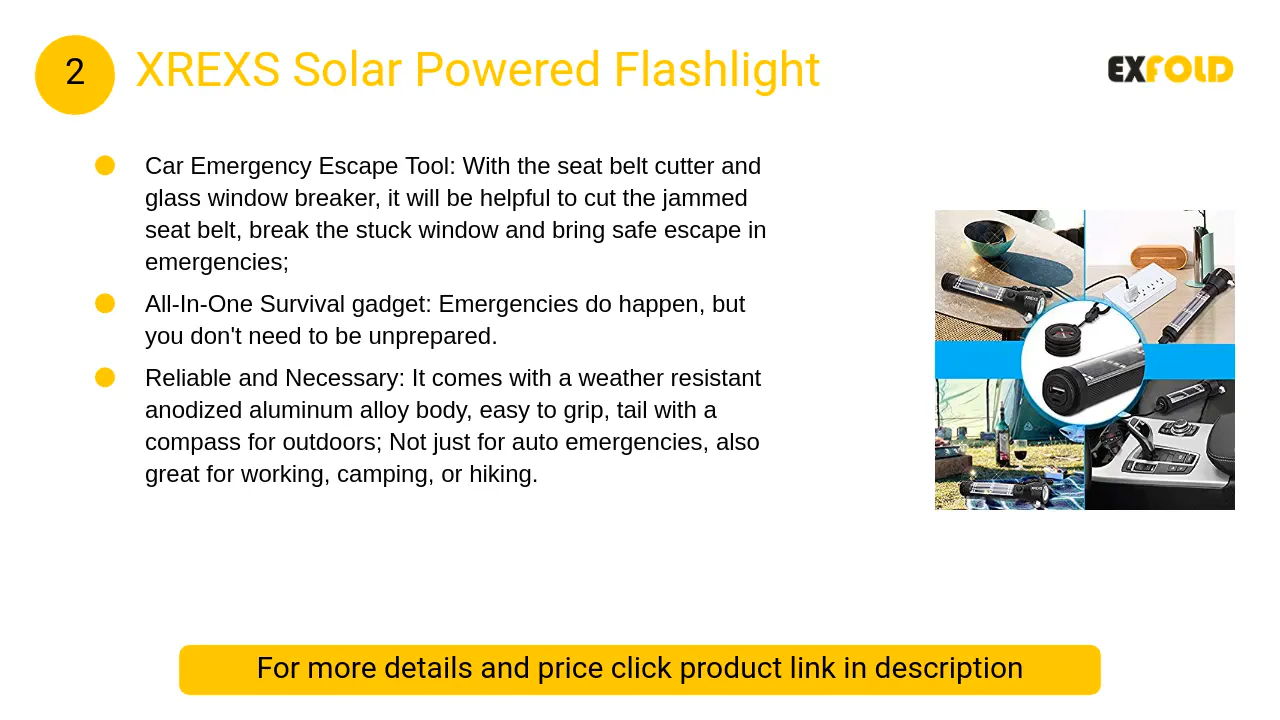 2
XREXS Solar Powered Flashlight
EXFOLD
Car Emergency Escape Tool: With the seat belt cutter and
glass window breaker, it will be helpful to cut the jammed
seat belt, break the stuck window and bring safe escape in
emergencies;
All-In-One Survival gadget: Emergencies do happen, but
you don't need to be unprepared.
Reliable and Necessary: It comes with a weather resistant
anodized aluminum alloy body, easy to grip, tail with a
compass for outdoors; Not just for auto emergencies, also
great for working, camping, or hiking.
XREXS
XREXS
For more details and price click product link in description